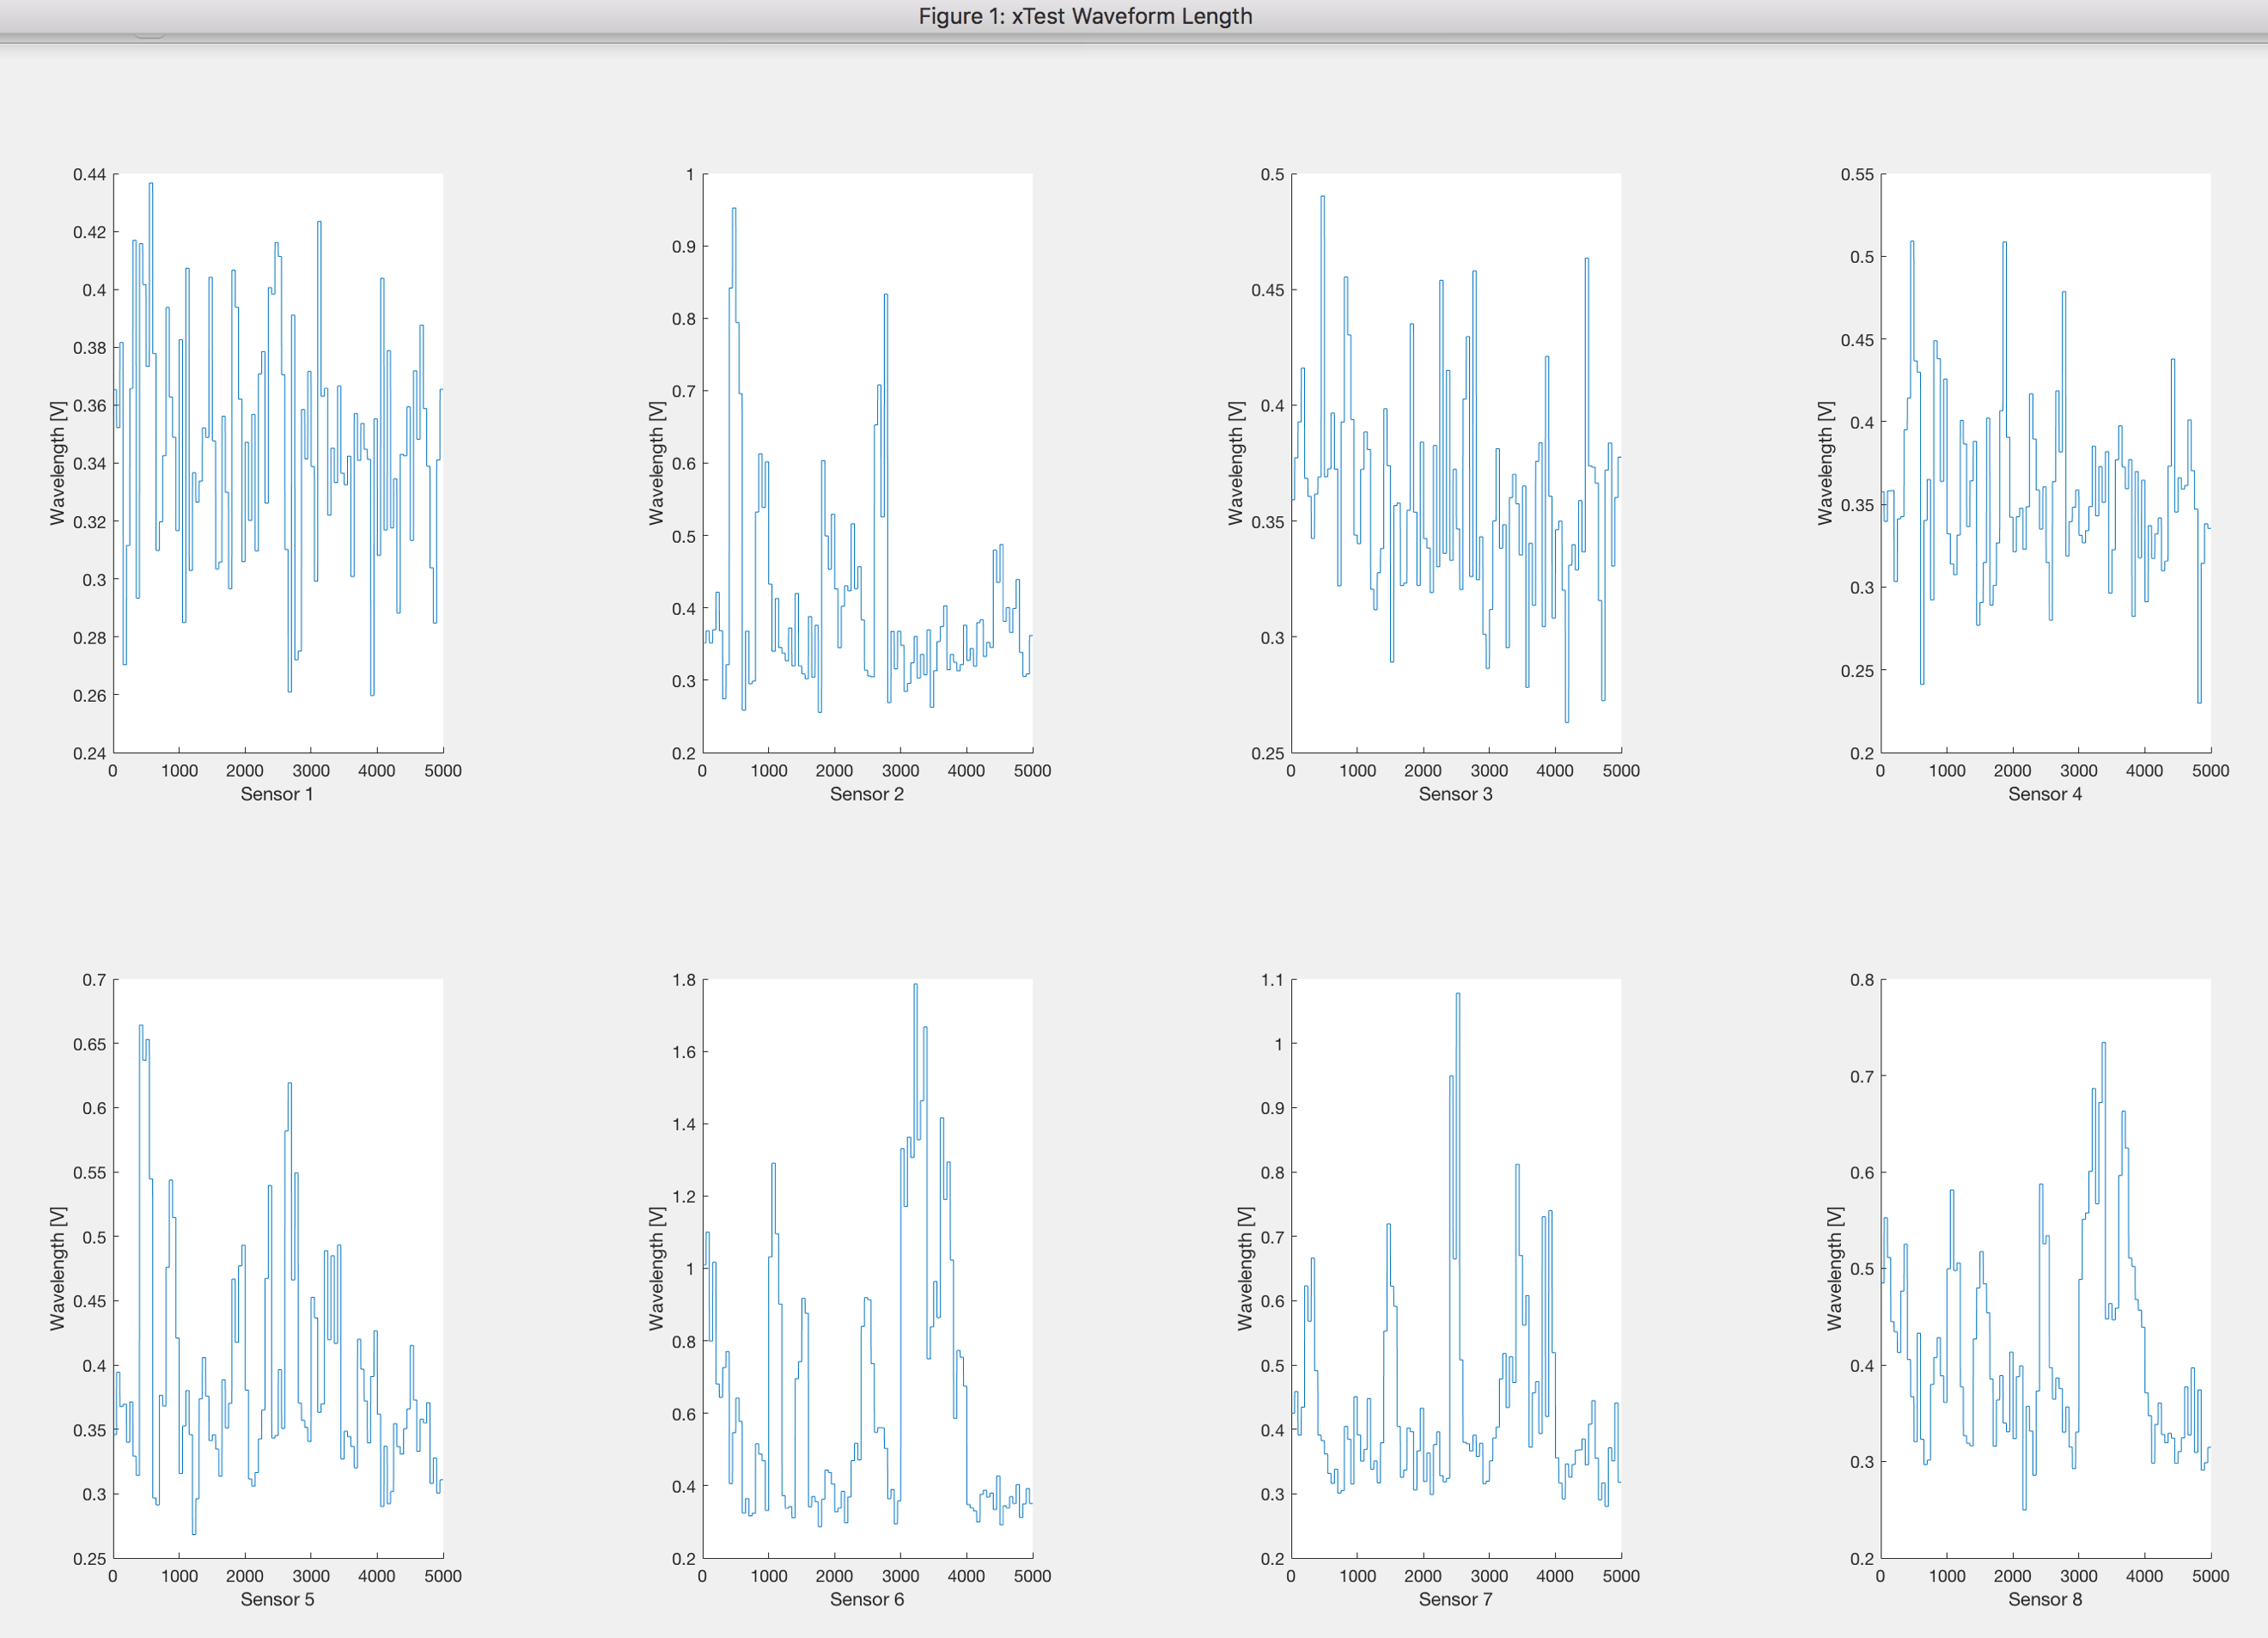 Figure 1: xTest Waveform Length
0.44
0.42
0.4
0.38
0.36
0.34
0.32
0.3
0.28
0.26
0.24
Wavelength [V]
0 1000 2000 3000 4000 5000
Sensor 1
1
0.9
0.8
0.7
0.6
0.5
0.4
0.3
0.2
Wavelength [V]
0 1000 2000 3000 4000 5000
Sensor 2
0.5
0.45
0.4
0.35
0.3
0.25
Wavelength [V]
0 1000 2000 3000 4000 5000
Sensor 3
0.55
0.5
0.45
0.4
0.35
0.3
0.25
0.2
Wavelength [V]
0 1000 2000 3000 4000 5000
Sensor 4
0.7
0.65
0.6
0.55
0.5
0.45
0.4
0.35
0.3
0.25
Wavelength [V]
0 1000 2000 3000 4000 5000
Sensor 5
1.8
1.6
1.4
1.2
1
0.8
0.6
0.4
0.2
Wavelength [V]
0 1000 2000 3000 4000 5000
Sensor 6
1.1
1
0.9
0.8
0.7
0.6
0.5
0.4
0.3
0.2
Wavelength [V]
0 1000 2000 3000 4000 5000
Sensor 7
0.8
0.7
0.6
0.5
0.4
0.3
0.2
Wavelength [V]
0 1000 2000 3000 4000 5000
Sensor 8